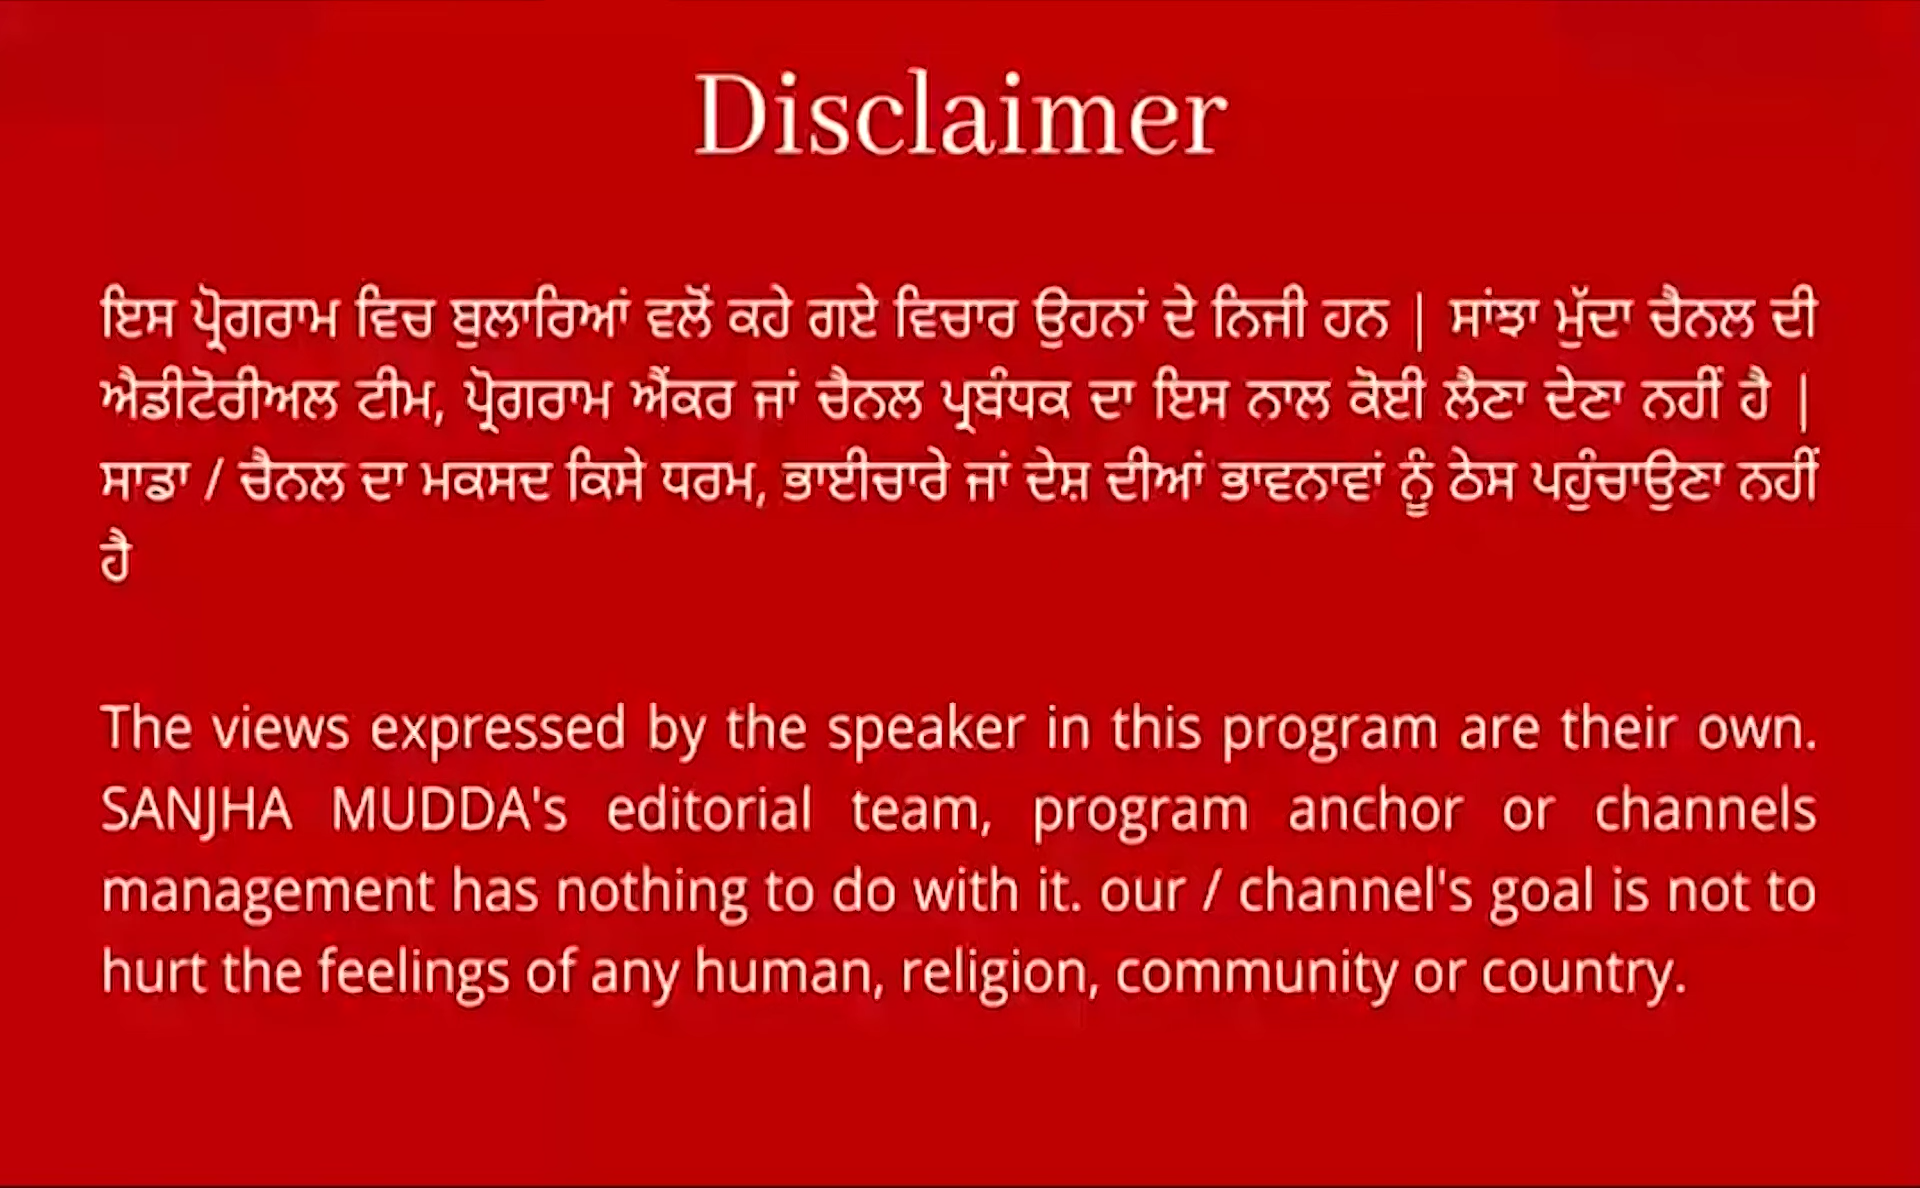 Disclaimer
ਇਸ ਪ੍ਰੋਗਰਾਮ ਵਿਚ ਬੁਲਾਰਿਆਂ ਵਲੋਂ ਕਹੇ ਗਏ ਵਿਚਾਰ ਉਹਨਾਂ ਦੇ ਨਿਜੀ ਹਨ | ਸਾਂਝਾ ਮੁੱਦਾ ਚੈਨਲ ਦੀ
ਐਡੀਟੋਰੀਅਲ ਟੀਮ, ਪ੍ਰੋਗਰਾਮ ਐਂਕਰ ਜਾਂ ਚੈਨਲ ਪ੍ਰਬੰਧਕ ਦਾ ਇਸ ਨਾਲ ਕੋਈ ਲੈਣਾ ਦੇਣਾ ਨਹੀਂ ਹੈ |
ਸਾਡਾ / ਚੈਨਲ ਦਾ ਮਕਸਦ ਕਿਸੇ ਧਰਮ, ਭਾਈਚਾਰੇ ਜਾਂ ਦੇਸ਼ ਦੀਆਂ ਭਾਵਨਾਵਾਂ ਨੂੰ ਠੇਸ ਪਹੁੰਚਾਉਣਾ ਨਹੀਂ
ਹੈ
The views expressed by the speaker in this program are their own.
SANJHA MUDDA's editorial team, program anchor or channels
management has nothing to do with it. our / channel's goal is not to
hurt the feelings of any human, religion, community or country.